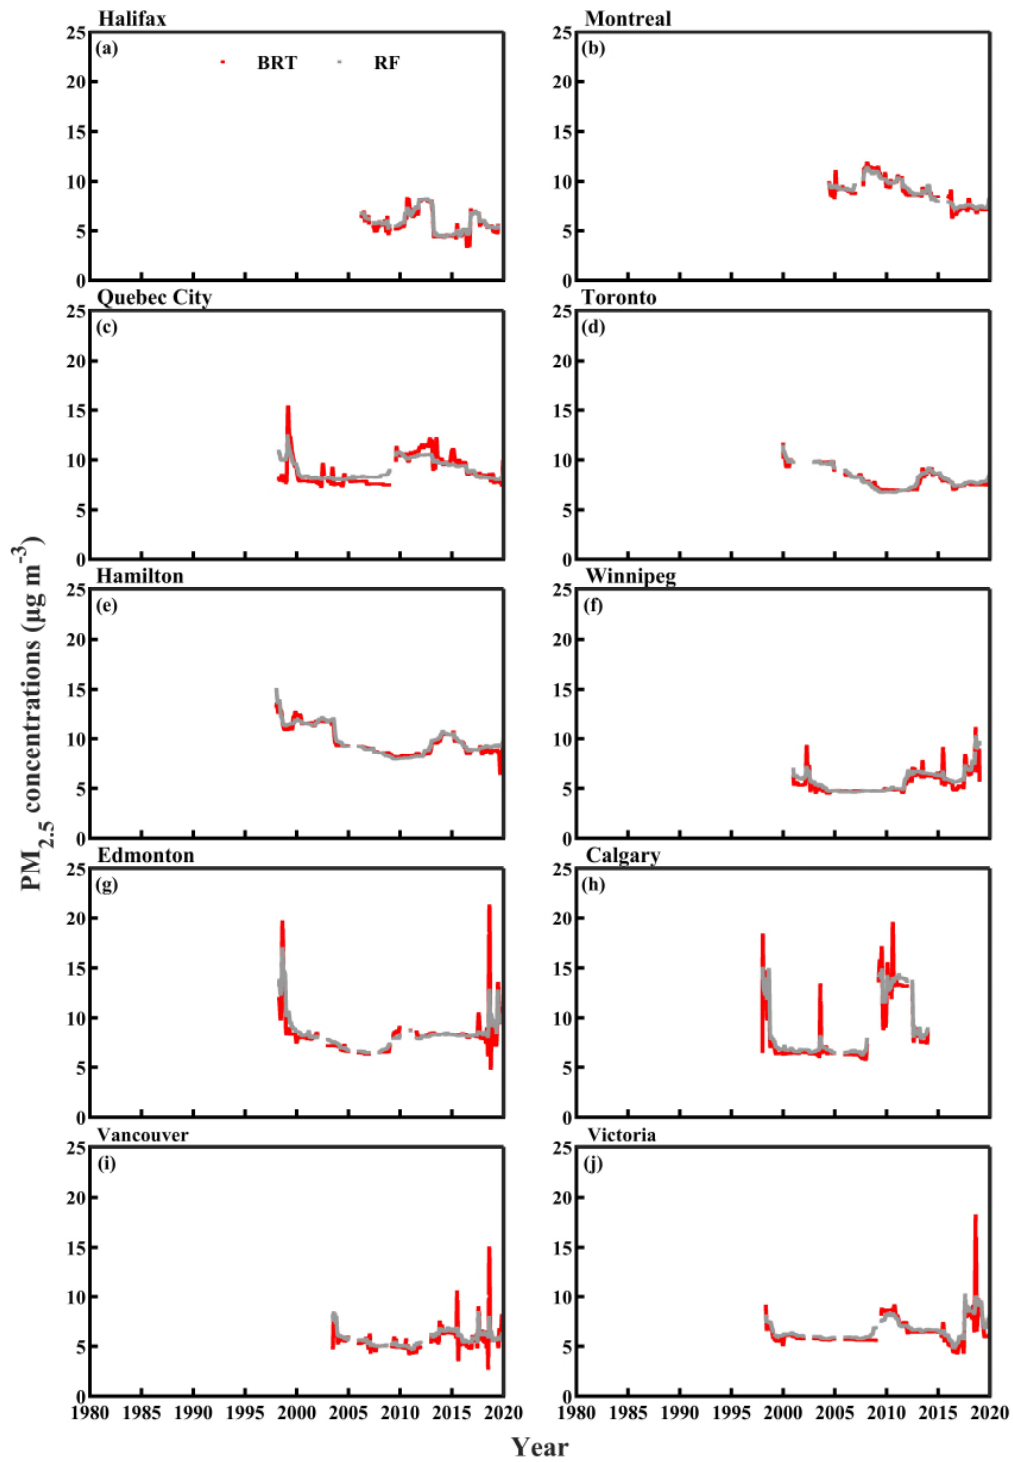 Halifax
Montreal
(a)
BRT
RF
25
20
15
10
5
0
(b)
25
20
15
10
5
0
Quebec City
Toronto
(c)
25
20
15
10
5
0
(d)
25
20
15
10
5
0
Hamilton
Winnipeg
(e)
25
20
15
10
5
0
(f)
25
20
15
10
5
0
PM2.5 concentrations (µg m-3)
Edmonton
Calgary
(g)
25
20
15
10
5
0
(h)
25
20
15
10
5
0
Vancouver
Victoria
(i)
25
20
15
10
5
0
(j)
25
20
15
10
5
0
1980 1985 1990 1995 2000 2005 2010 2015 2020
1980 1985 1990 1995 2000 2005 2010 2015 2020
Year